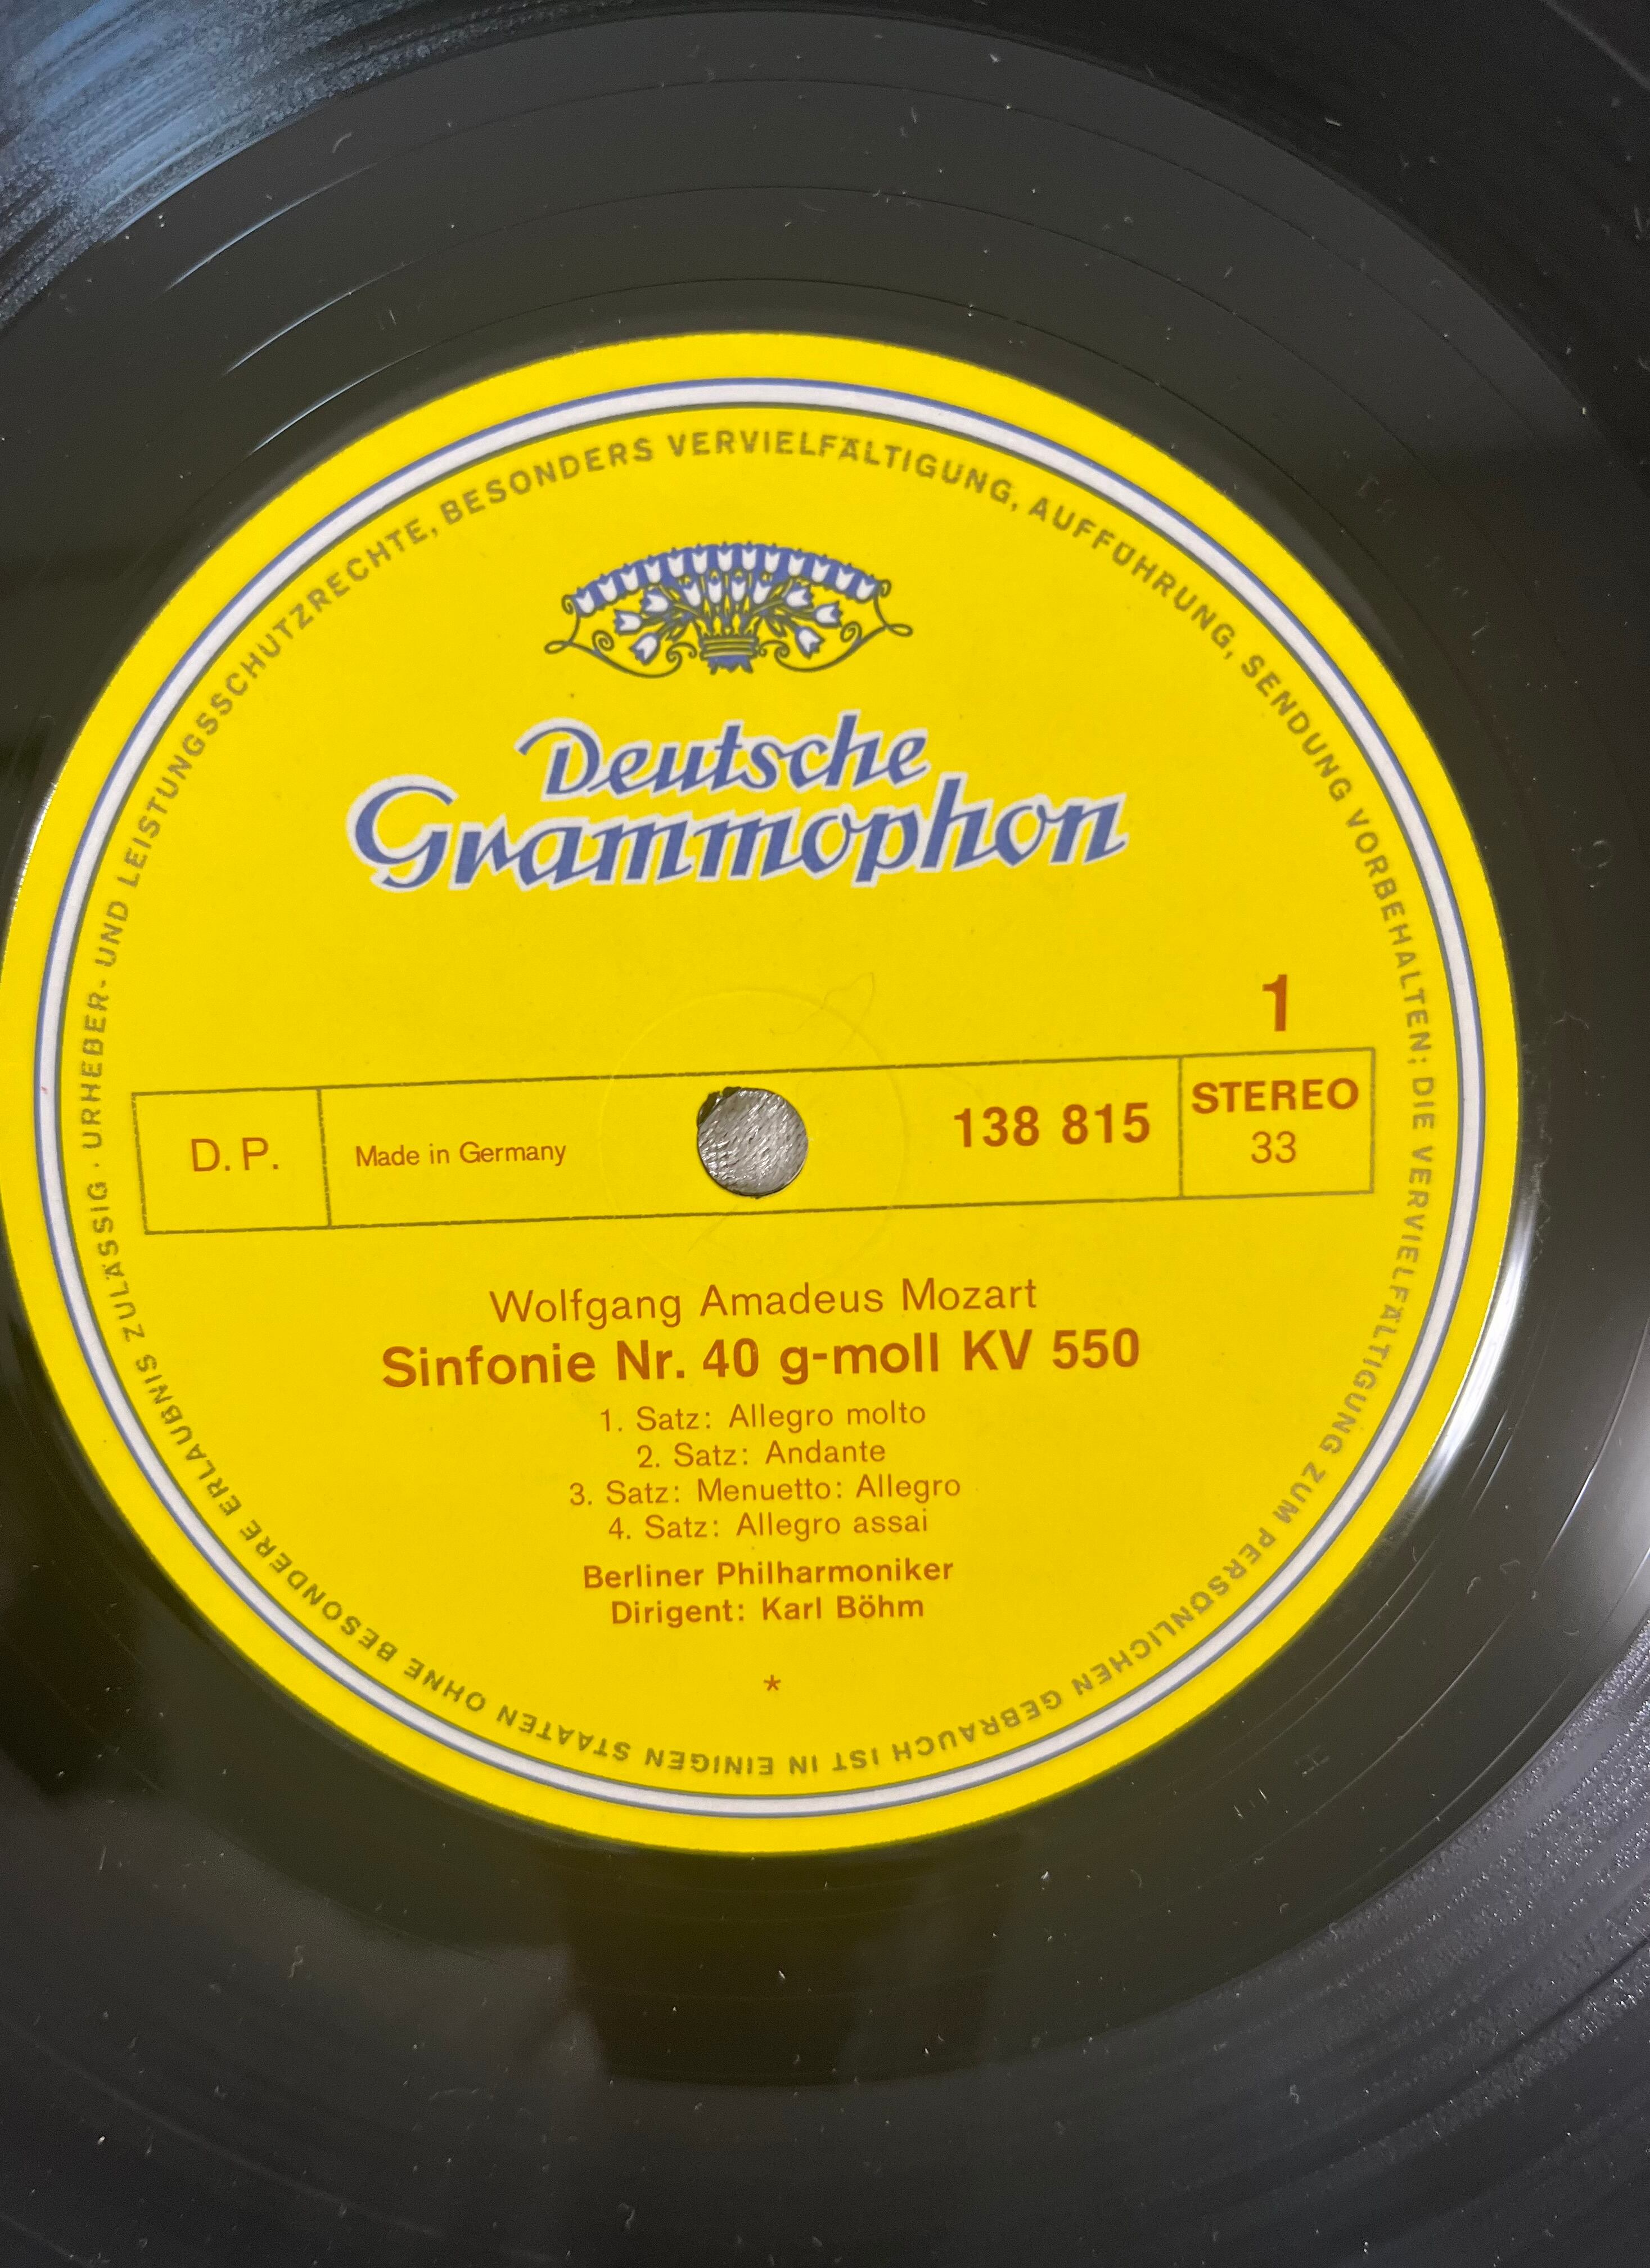 URHEBER- UND LEISTUNGSSCHUTZRECHTE, BESONDERS VERVIELFÄLTIGUNG, AUFFÜHRUNG, SENDUNG VORBEHALTEN; DIE VERVIELFÄLTIGUNG ZUM PERSÖNLICHEN GEBRAUCH IST IN EINIGEN STAATEN OHNE BESONDERE ERLAUBNIS ZULÄSSIG ·
Deutsche
Grammophon
1
D.P.
Made in Germany
138 815
STEREO
33
Wolfgang Amadeus Mozart
Sinfonie Nr. 40 g-moll KV 550
1. Satz: Allegro molto
2. Satz: Andante
3. Satz: Menuetto: Allegro
4. Satz: Allegro assai
Berliner Philharmoniker
Dirigent: Karl Böhm
*